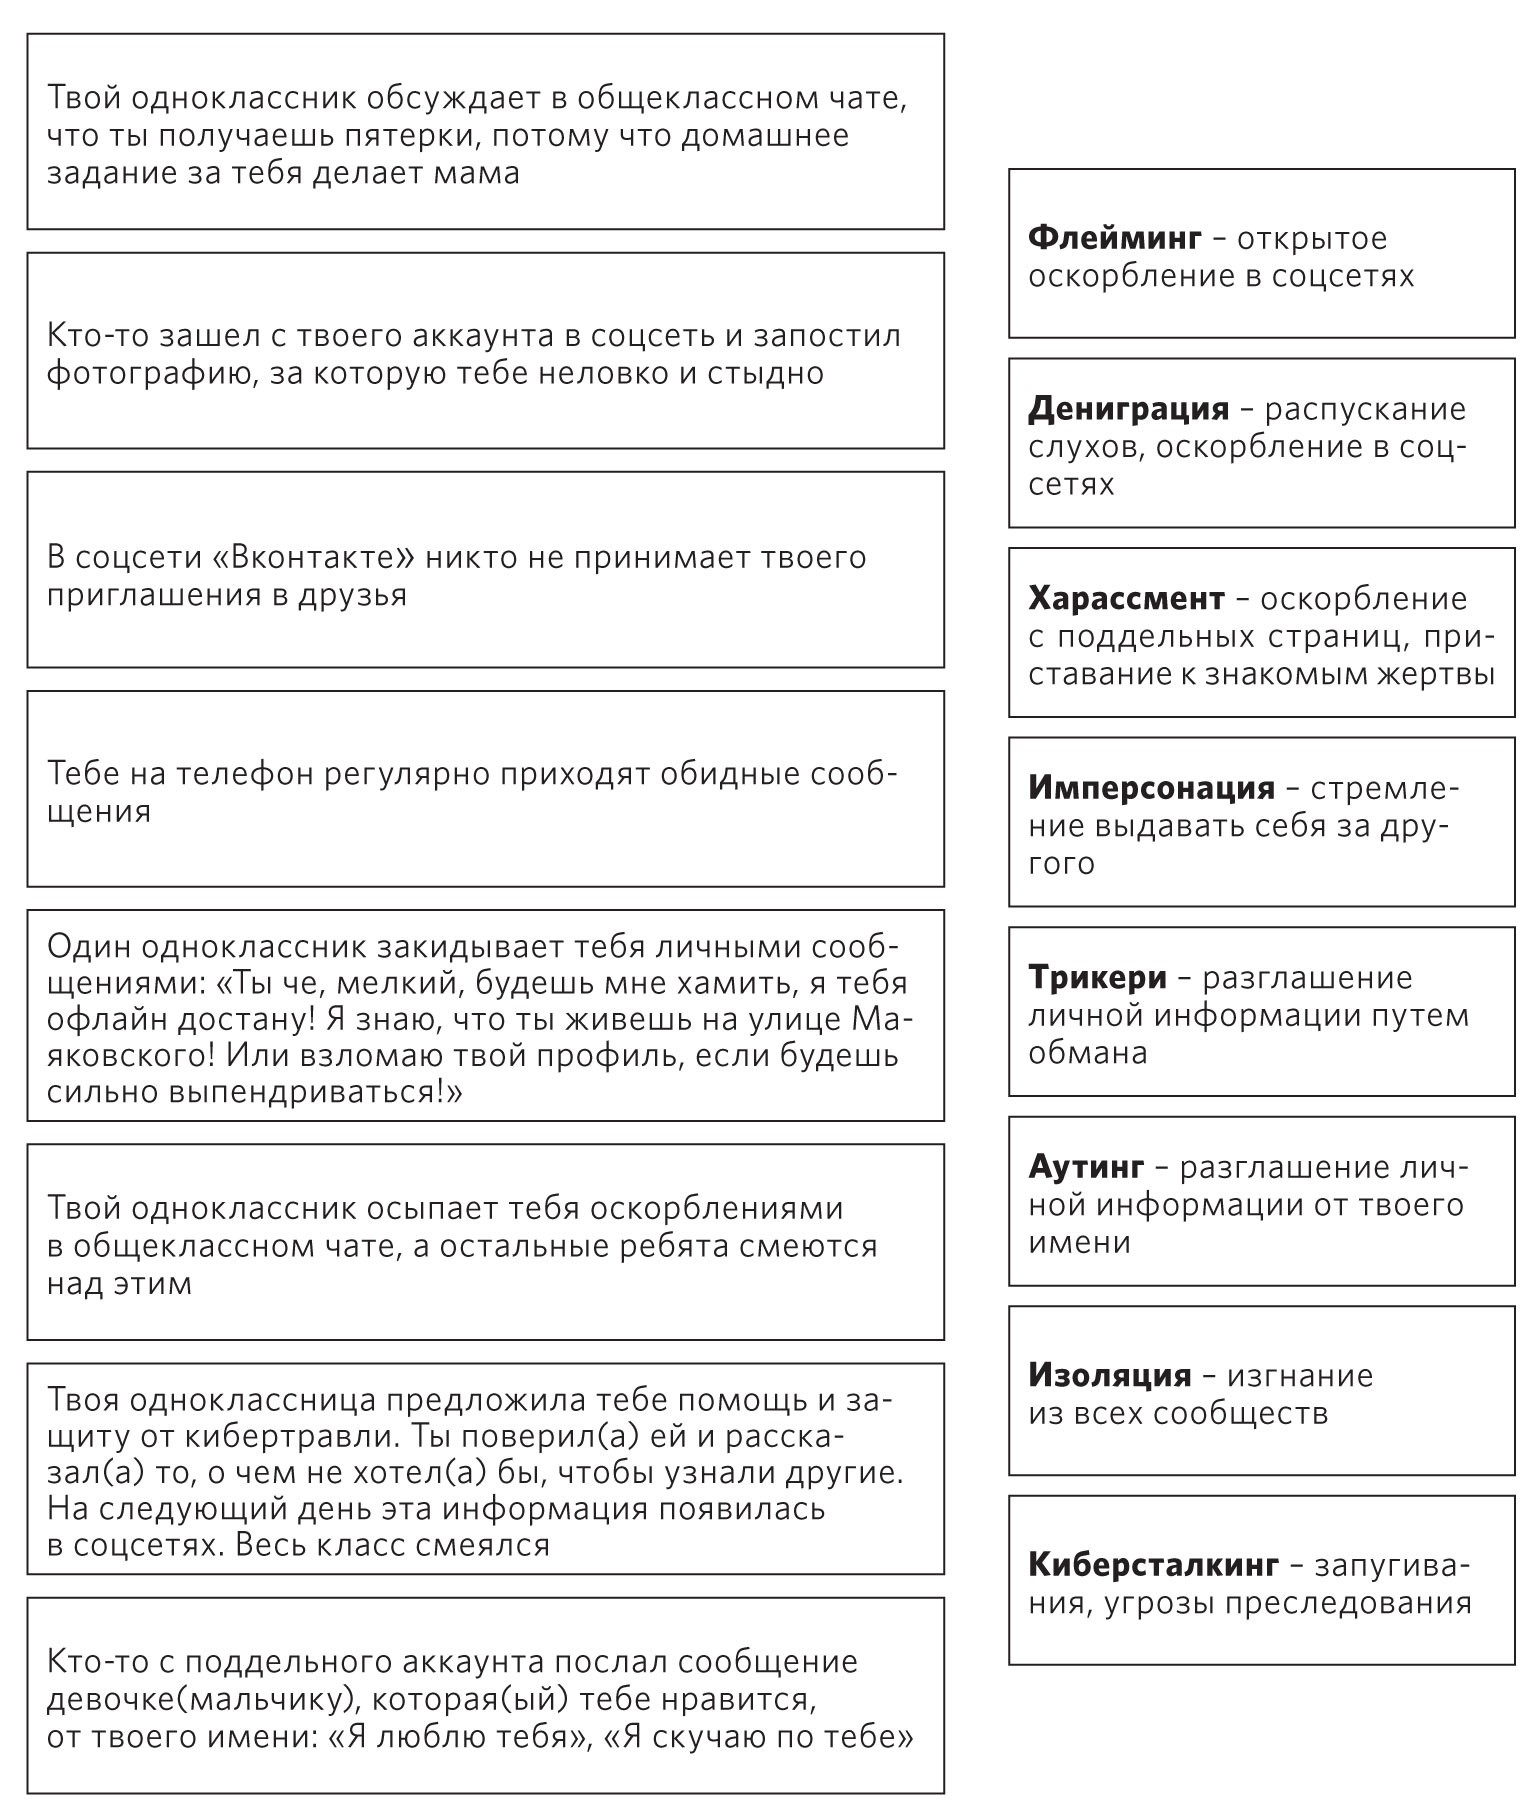 Твой одноклассник обсуждает в общеклассном чате,
что ты получаешь пятерки, потому что домашнее
задание за тебя делает мама
Кто-то зашел с твоего аккаунта в соцсеть и запостил
фотографию, за которую тебе неловко и стыдно
В соцсети «Вконтакте» никто не принимает твоего
приглашения в друзья
Тебе на телефон регулярно приходят обидные сооб-
щения
Один одноклассник закидывает тебя личными сооб-
щениями: «Ты че, мелкий, будешь мне хамить, я тебя
офлайн достану! Я знаю, что ты живешь на улице Ма-
яковского! Или взломаю твой профиль, если будешь
сильно выпендриваться!»
Твой одноклассник осыпает тебя оскорблениями
в общеклассном чате, а остальные ребята смеются
над этим
Твоя одноклассница предложила тебе помощь и за-
щиту от кибертравли. Ты поверил(а) ей и расска-
зал(а) то, о чем не хотел(а) бы, чтобы узнали другие.
На следующий день эта информация появилась
в соцсетях. Весь класс смеялся
Кто-то с поддельного аккаунта послал сообщение
девочке(мальчику), которая(ый) тебе нравится,
от твоего имени: «Я люблю тебя», «Я скучаю по тебе»
Флейминг – открытое
оскорбление в соцсетях
Дениграция – распускание
слухов, оскорбление в соц-
сетях
Харассмент – оскорбление
с поддельных страниц, при-
ставание к знакомым жертвы
Имперсонация – стремле-
ние выдавать себя за дру-
гого
Трикери – разглашение
личной информации путем
обмана
Аутинг – разглашение лич-
ной информации от твоего
имени
Изоляция – изгнание
из всех сообществ
Киберсталкинг – запугива-
ния, угрозы преследования